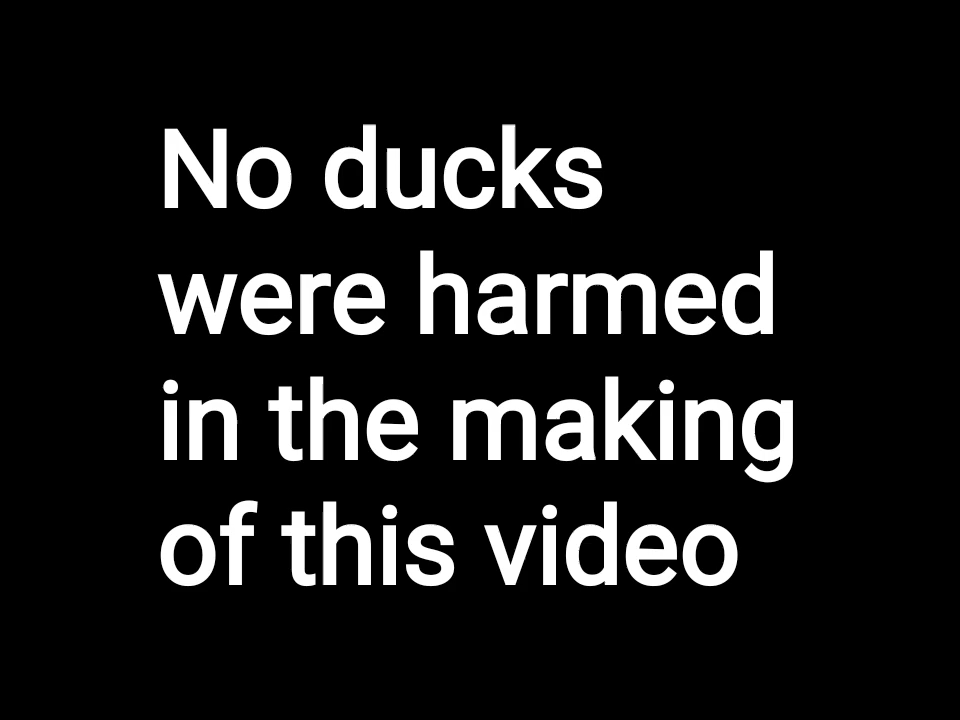 No ducks
were harmed
in the making
of this video